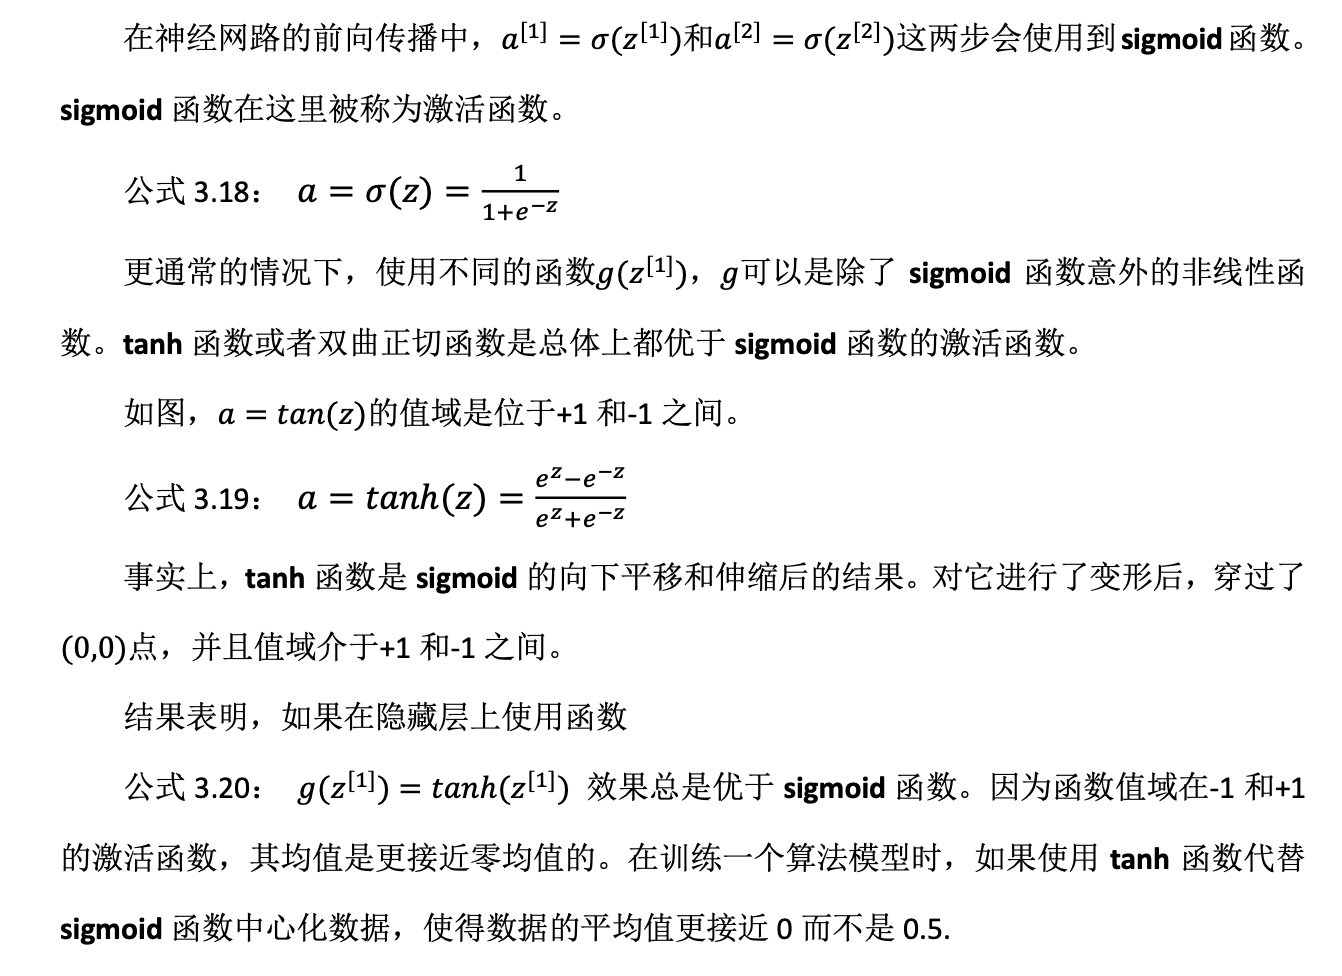 在神经网路的前向传播中，a[1] = σ(z[1])和a[2] = σ(z[2])这两步会使用到sigmoid函数。
sigmoid 函数在这里被称为激活函数。
公式 3.18： a = σ(z) = 1/(1+e^−z)
更通常的情况下，使用不同的函数g(z[1])，g可以是除了 sigmoid 函数意外的非线性函
数。tanh 函数或者双曲正切函数是总体上都优于 sigmoid 函数的激活函数。
如图，a = tan(z)的值域是位于+1 和-1 之间。
公式 3.19： a = tanh(z) = (e^z−e^−z)/(e^z+e^−z)
事实上，tanh 函数是 sigmoid 的向下平移和伸缩后的结果。对它进行了变形后，穿过了
(0,0)点，并且值域介于+1 和-1 之间。
结果表明，如果在隐藏层上使用函数
公式 3.20： g(z[1]) = tanh(z[1]) 效果总是优于 sigmoid 函数。因为函数值域在-1 和+1
的激活函数，其均值是更接近零均值的。在训练一个算法模型时，如果使用 tanh 函数代替
sigmoid 函数中心化数据，使得数据的平均值更接近 0 而不是 0.5.